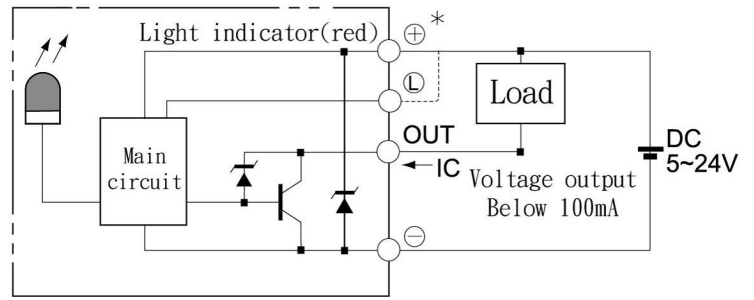 Light indicator(red)
⊕*
Ⓛ
Load
OUT
Main
circuit
IC
DC
5~24V
Voltage output
Below 100mA
⊖